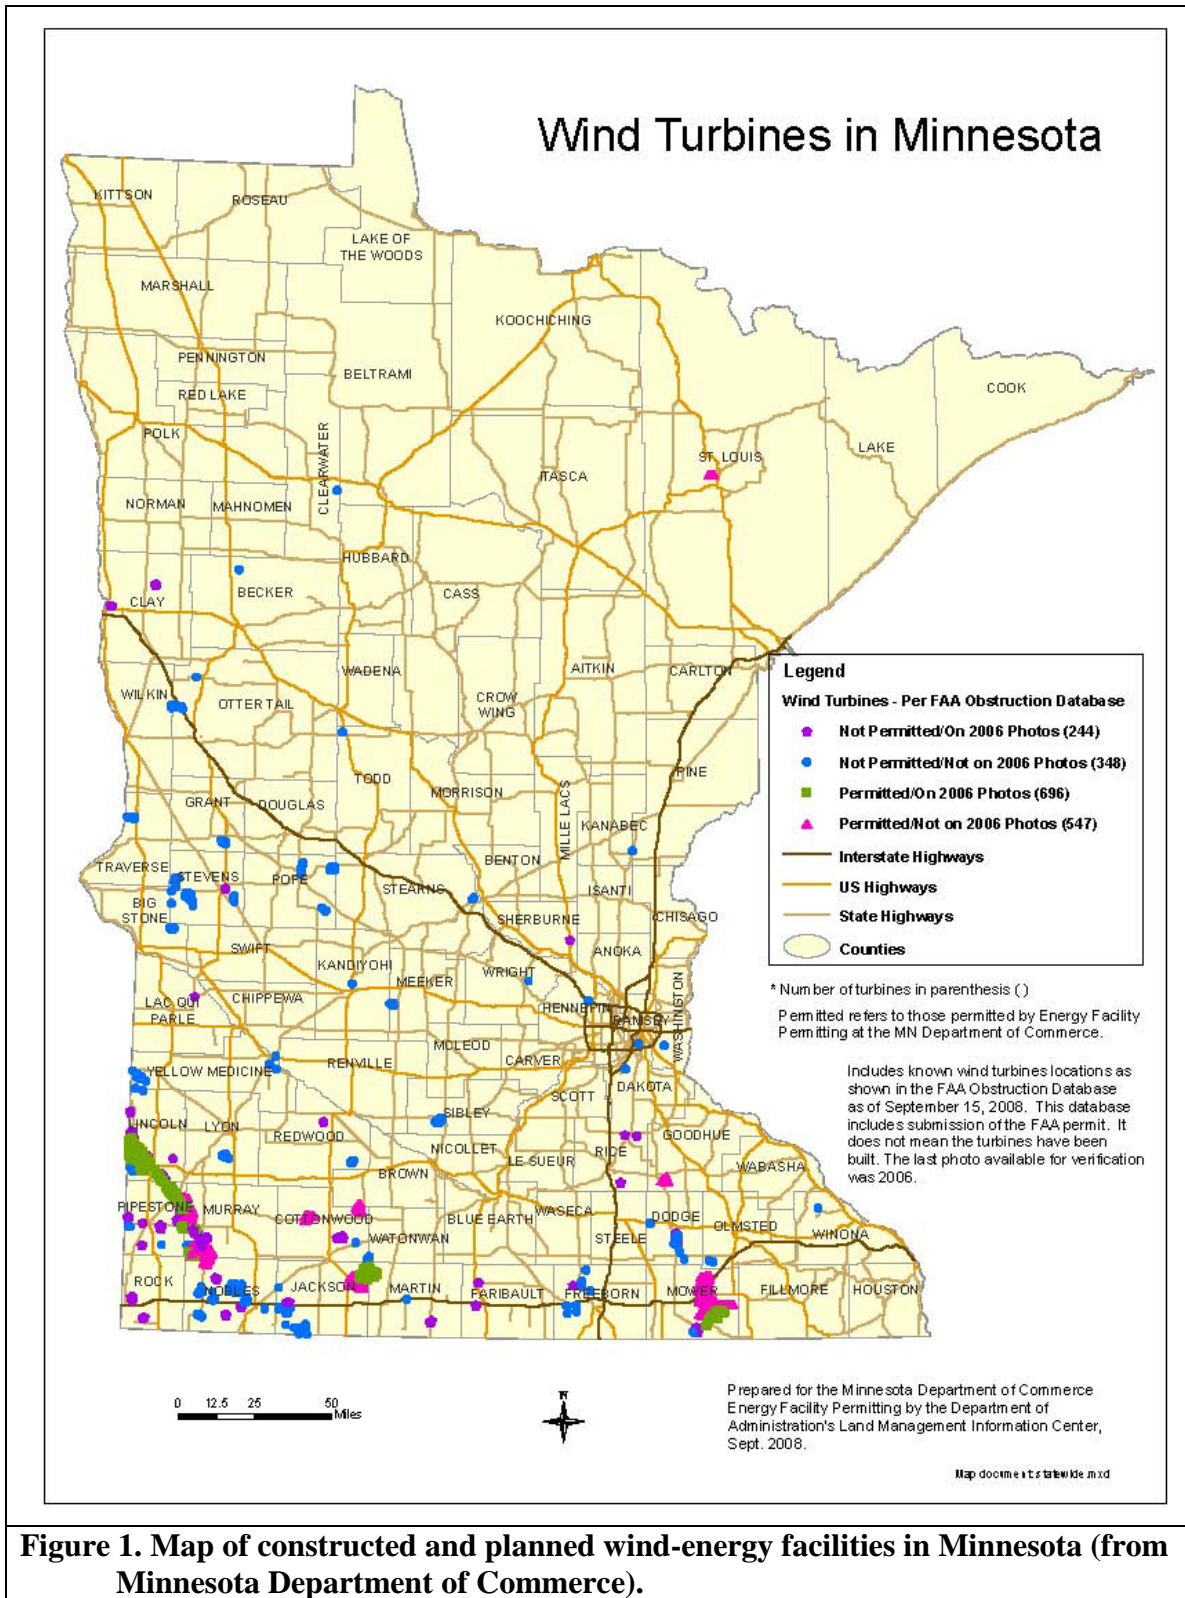 Wind Turbines in Minnesota
KITTSON
ROSEAU
LAKE OF
THE WOODS
MARSHALL
KOOCHICHING
PENNINGTON
BELTRAMI
RED LAKE
COOK
POLK
CLEARWATER
ST. LOUIS
LAKE
ITASCA
NORMAN
MAHNOMEN
HUBBARD
BECKER
CASS
CLAY
WADENA
AITKIN
CARLTON
WILKIN
OTTER TAIL
CROW
WING
TODD
PINE
MORRISON
GRANT
DOUGLAS
MILLE LACS
KANABEC
BENTON
TRAVERSE
STEVENS
POPE
STEARNS
ISANTI
BIG
STONE
SHERBURNE
CHISAGO
SWIFT
ANOKA
KANDIYOHI
MEEKER
WRIGHT
LAC QUI
PARLE
CHIPPEWA
HENNEPIN
RAMSEY
WASHINGTON
MCLEOD
CARVER
YELLOW MEDICINE
RENVILLE
DAKOTA
SCOTT
SIBLEY
LINCOLN
LYON
REDWOOD
NICOLLET
LE SUEUR
RICE
GOODHUE
WABASHA
BROWN
PIPESTONE
MURRAY
COTTONWOOD
BLUE EARTH
WASECA
DODGE
OLMSTED
WINONA
WATONWAN
STEELE
ROCK
NOBLES
JACKSON
MARTIN
FARIBAULT
FREEBORN
MOWER
FILLMORE
HOUSTON
Legend
Wind Turbines - Per FAA Obstruction Database
Not Permitted/On 2006 Photos (244)
Not Permitted/Not on 2006 Photos (348)
Permitted/On 2006 Photos (696)
Permitted/Not on 2006 Photos (547)
Interstate Highways
US Highways
State Highways
Counties
* Number of turbines in parenthesis ( )
Permitted refers to those permitted by Energy Facility
Permitting at the MN Department of Commerce.
Includes known wind turbines locations as
shown in the FAA Obstruction Database
as of September 15, 2008. This database
includes submission of the FAA permit. It
does not mean the turbines have been
built. The last photo available for verification
was 2006.
0 12.5 25 50
Miles
N
Prepared for the Minnesota Department of Commerce
Energy Facility Permitting by the Department of
Administration's Land Management Information Center,
Sept. 2008.
Map document: statewide.mxd
Figure 1. Map of constructed and planned wind-energy facilities in Minnesota (from
Minnesota Department of Commerce).